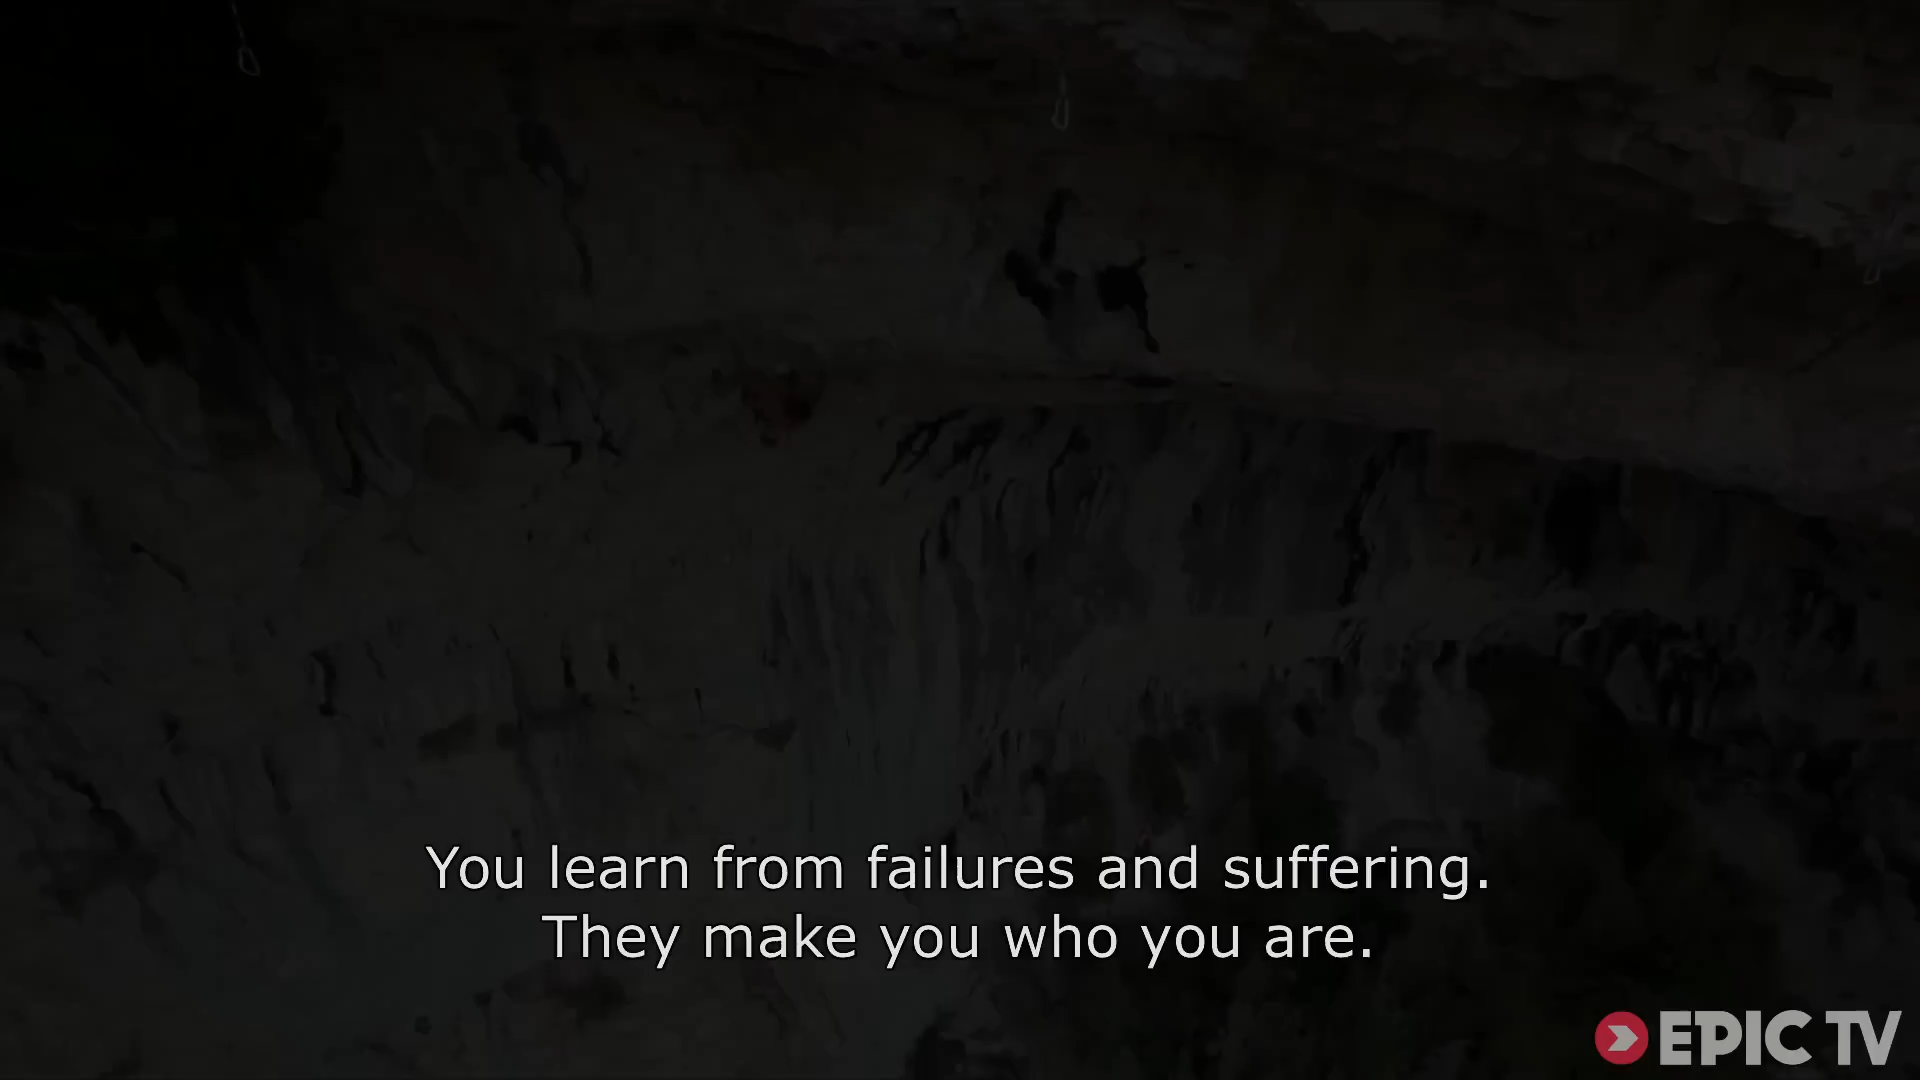 You learn from failures and suffering.
They make you who you are.
EPIC TV